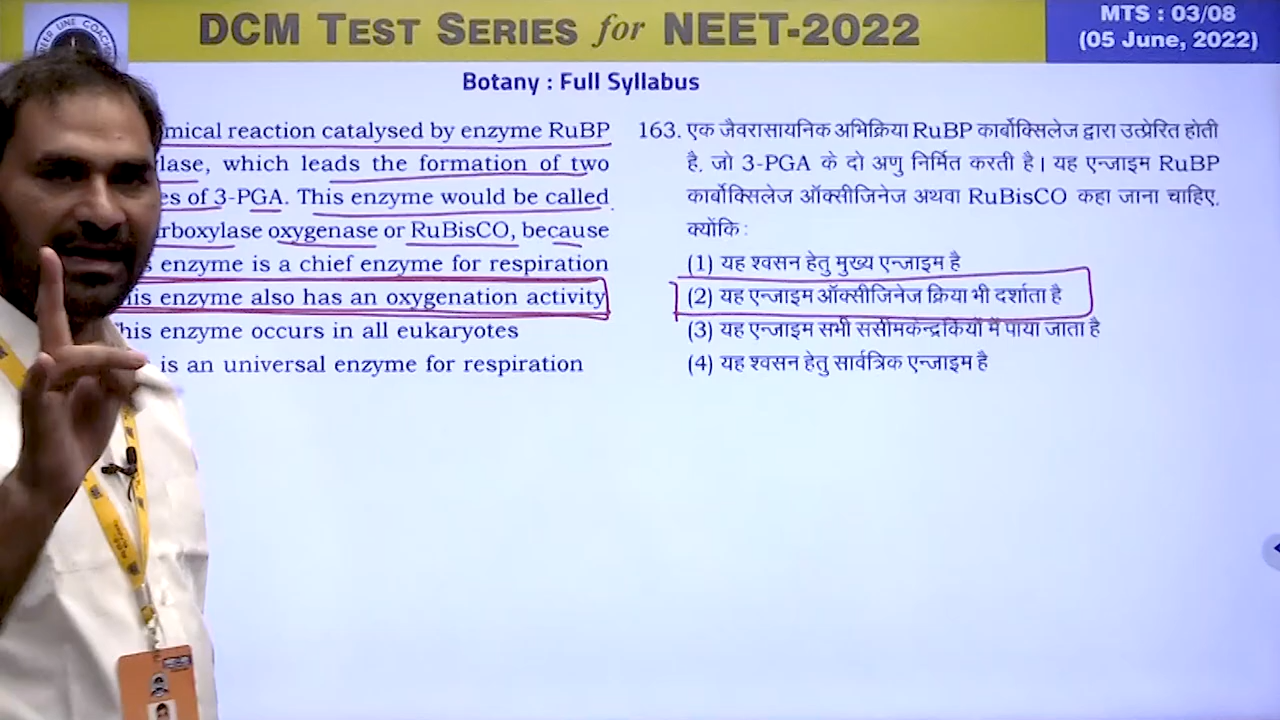 DCM TEST SERIES for NEET-2022
MTS : 03/08
(05 June, 2022)
Botany : Full Syllabus
mical reaction catalysed by enzyme RuBP
lase, which leads the formation of two
es of 3-PGA. This enzyme would be called
rboxylase oxygenase or RuBisCO, because
enzyme is a chief enzyme for respiration
his enzyme also has an oxygenation activity
his enzyme occurs in all eukaryotes
is an universal enzyme for respiration
163. एक जैवरासायनिक अभिक्रिया RuBP कार्बोक्सिलेज द्वारा उत्प्रेरित होती
है, जो 3-PGA के दो अणु निर्मित करती है। यह एन्जाइम RuBP
कार्बोक्सिलेज ऑक्सीजिनेज अथवा RuBisCO कहा जाना चाहिए,
क्योंकि :
(1) यह श्वसन हेतु मुख्य एन्जाइम है
(2) यह एन्जाइम ऑक्सीजिनेज क्रिया भी दर्शाता है
(3) यह एन्जाइम सभी ससीमकेन्द्रकियों में पाया जाता है
(4) यह श्वसन हेतु सार्वत्रिक एन्जाइम है